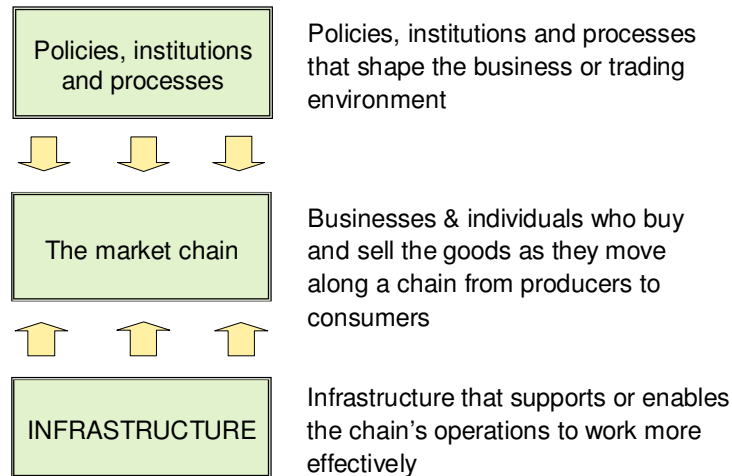 Policies, institutions
and processes
Policies, institutions and processes
that shape the business or trading
environment
The market chain
Businesses & individuals who buy
and sell the goods as they move
along a chain from producers to
consumers
INFRASTRUCTURE
Infrastructure that supports or enables
the chain's operations to work more
effectively